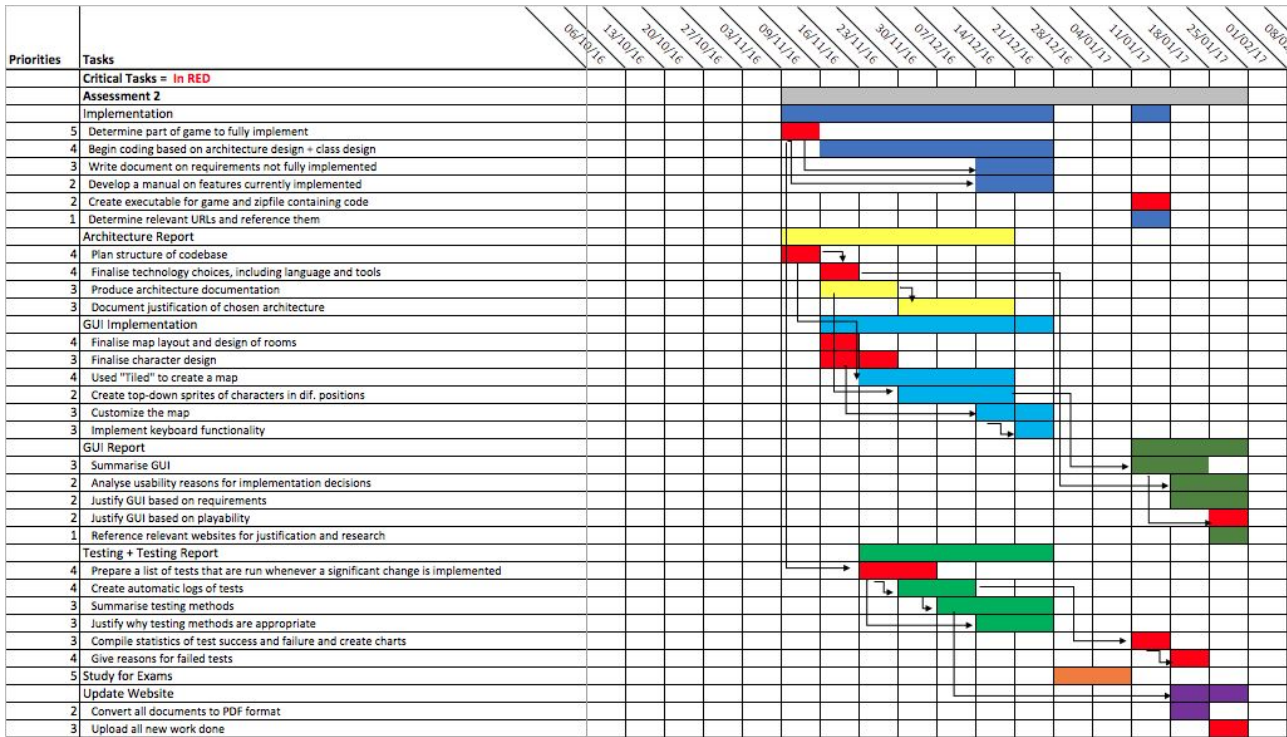 06/10/16 13/10/16 20/10/16 27/10/16 03/11/16 09/11/16 16/11/16 23/11/16 30/11/16 07/12/16 14/12/16 21/12/16 28/12/16 04/01/17 11/01/17 18/01/17 25/01/17 01/02/17 08/0
Priorities Tasks
Critical Tasks = In RED
Assessment 2
Implementation
5 Determine part of game to fully implement
4 Begin coding based on architecture design + class design
3 Write document on requirements not fully implemented
2 Develop a manual on features currently implemented
2 Create executable for game and zipfile containing code
1 Determine relevant URLs and reference them
Architecture Report
4 Plan structure of codebase
4 Finalise technology choices, including language and tools
3 Produce architecture documentation
3 Document justification of chosen architecture
GUI Implementation
4 Finalise map layout and design of rooms
3 Finalise character design
4 Used "Tiled" to create a map
2 Create top-down sprites of characters in dif. positions
3 Customize the map
3 Implement keyboard functionality
GUI Report
3 Summarise GUI
2 Analyse usability reasons for implementation decisions
2 Justify GUI based on requirements
2 Justify GUI based on playability
1 Reference relevant websites for justification and research
Testing + Testing Report
4 Prepare a list of tests that are run whenever a significant change is implemented
4 Create automatic logs of tests
3 Summarise testing methods
3 Justify why testing methods are appropriate
3 Compile statistics of test success and failure and create charts
4 Give reasons for failed tests
5 Study for Exams
Update Website
2 Convert all documents to PDF format
3 Upload all new work done